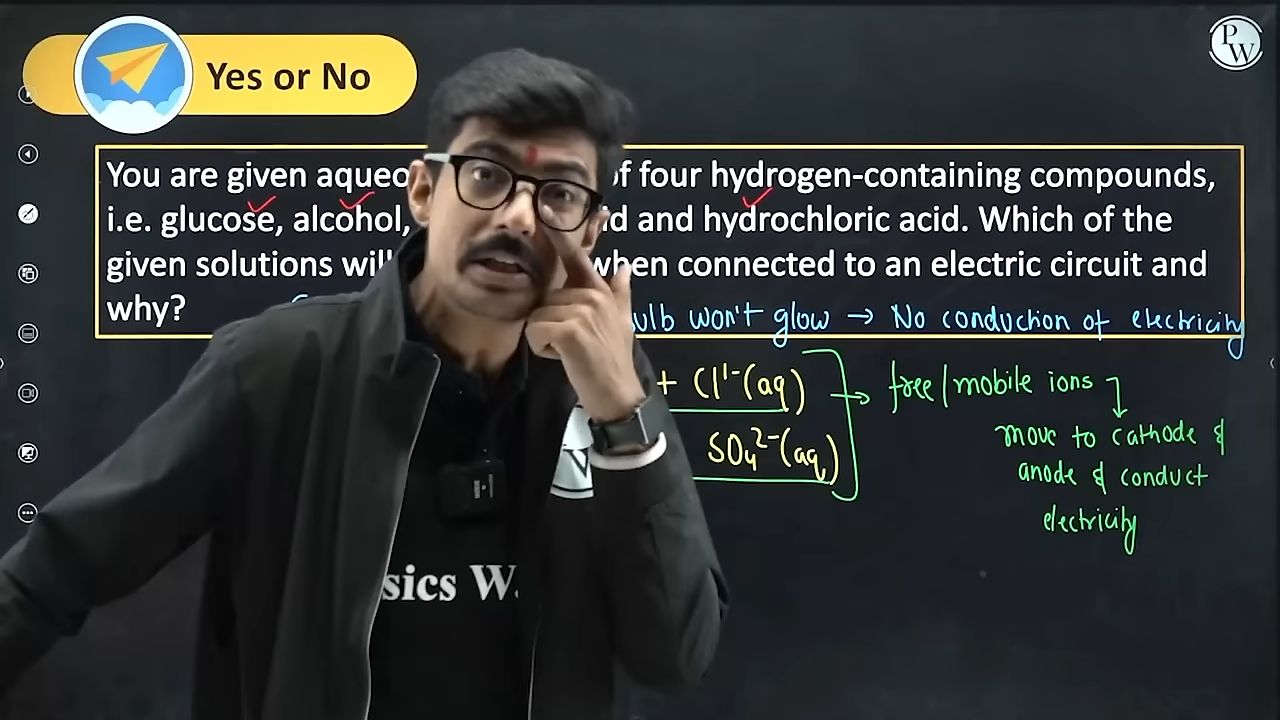 Yes or No
P
W
You are given aqueo of four hydrogen-containing compounds,
i.e. glucose, alcohol, id and hydrochloric acid. Which of the
given solutions will when connected to an electric circuit and
why?
ulb won't glow → No conduction of electricity
+ Cl¹⁻(aq) → free/mobile ions
SO₄²⁻(aq)
move to cathode &
anode & conduct
electricity
sics W.